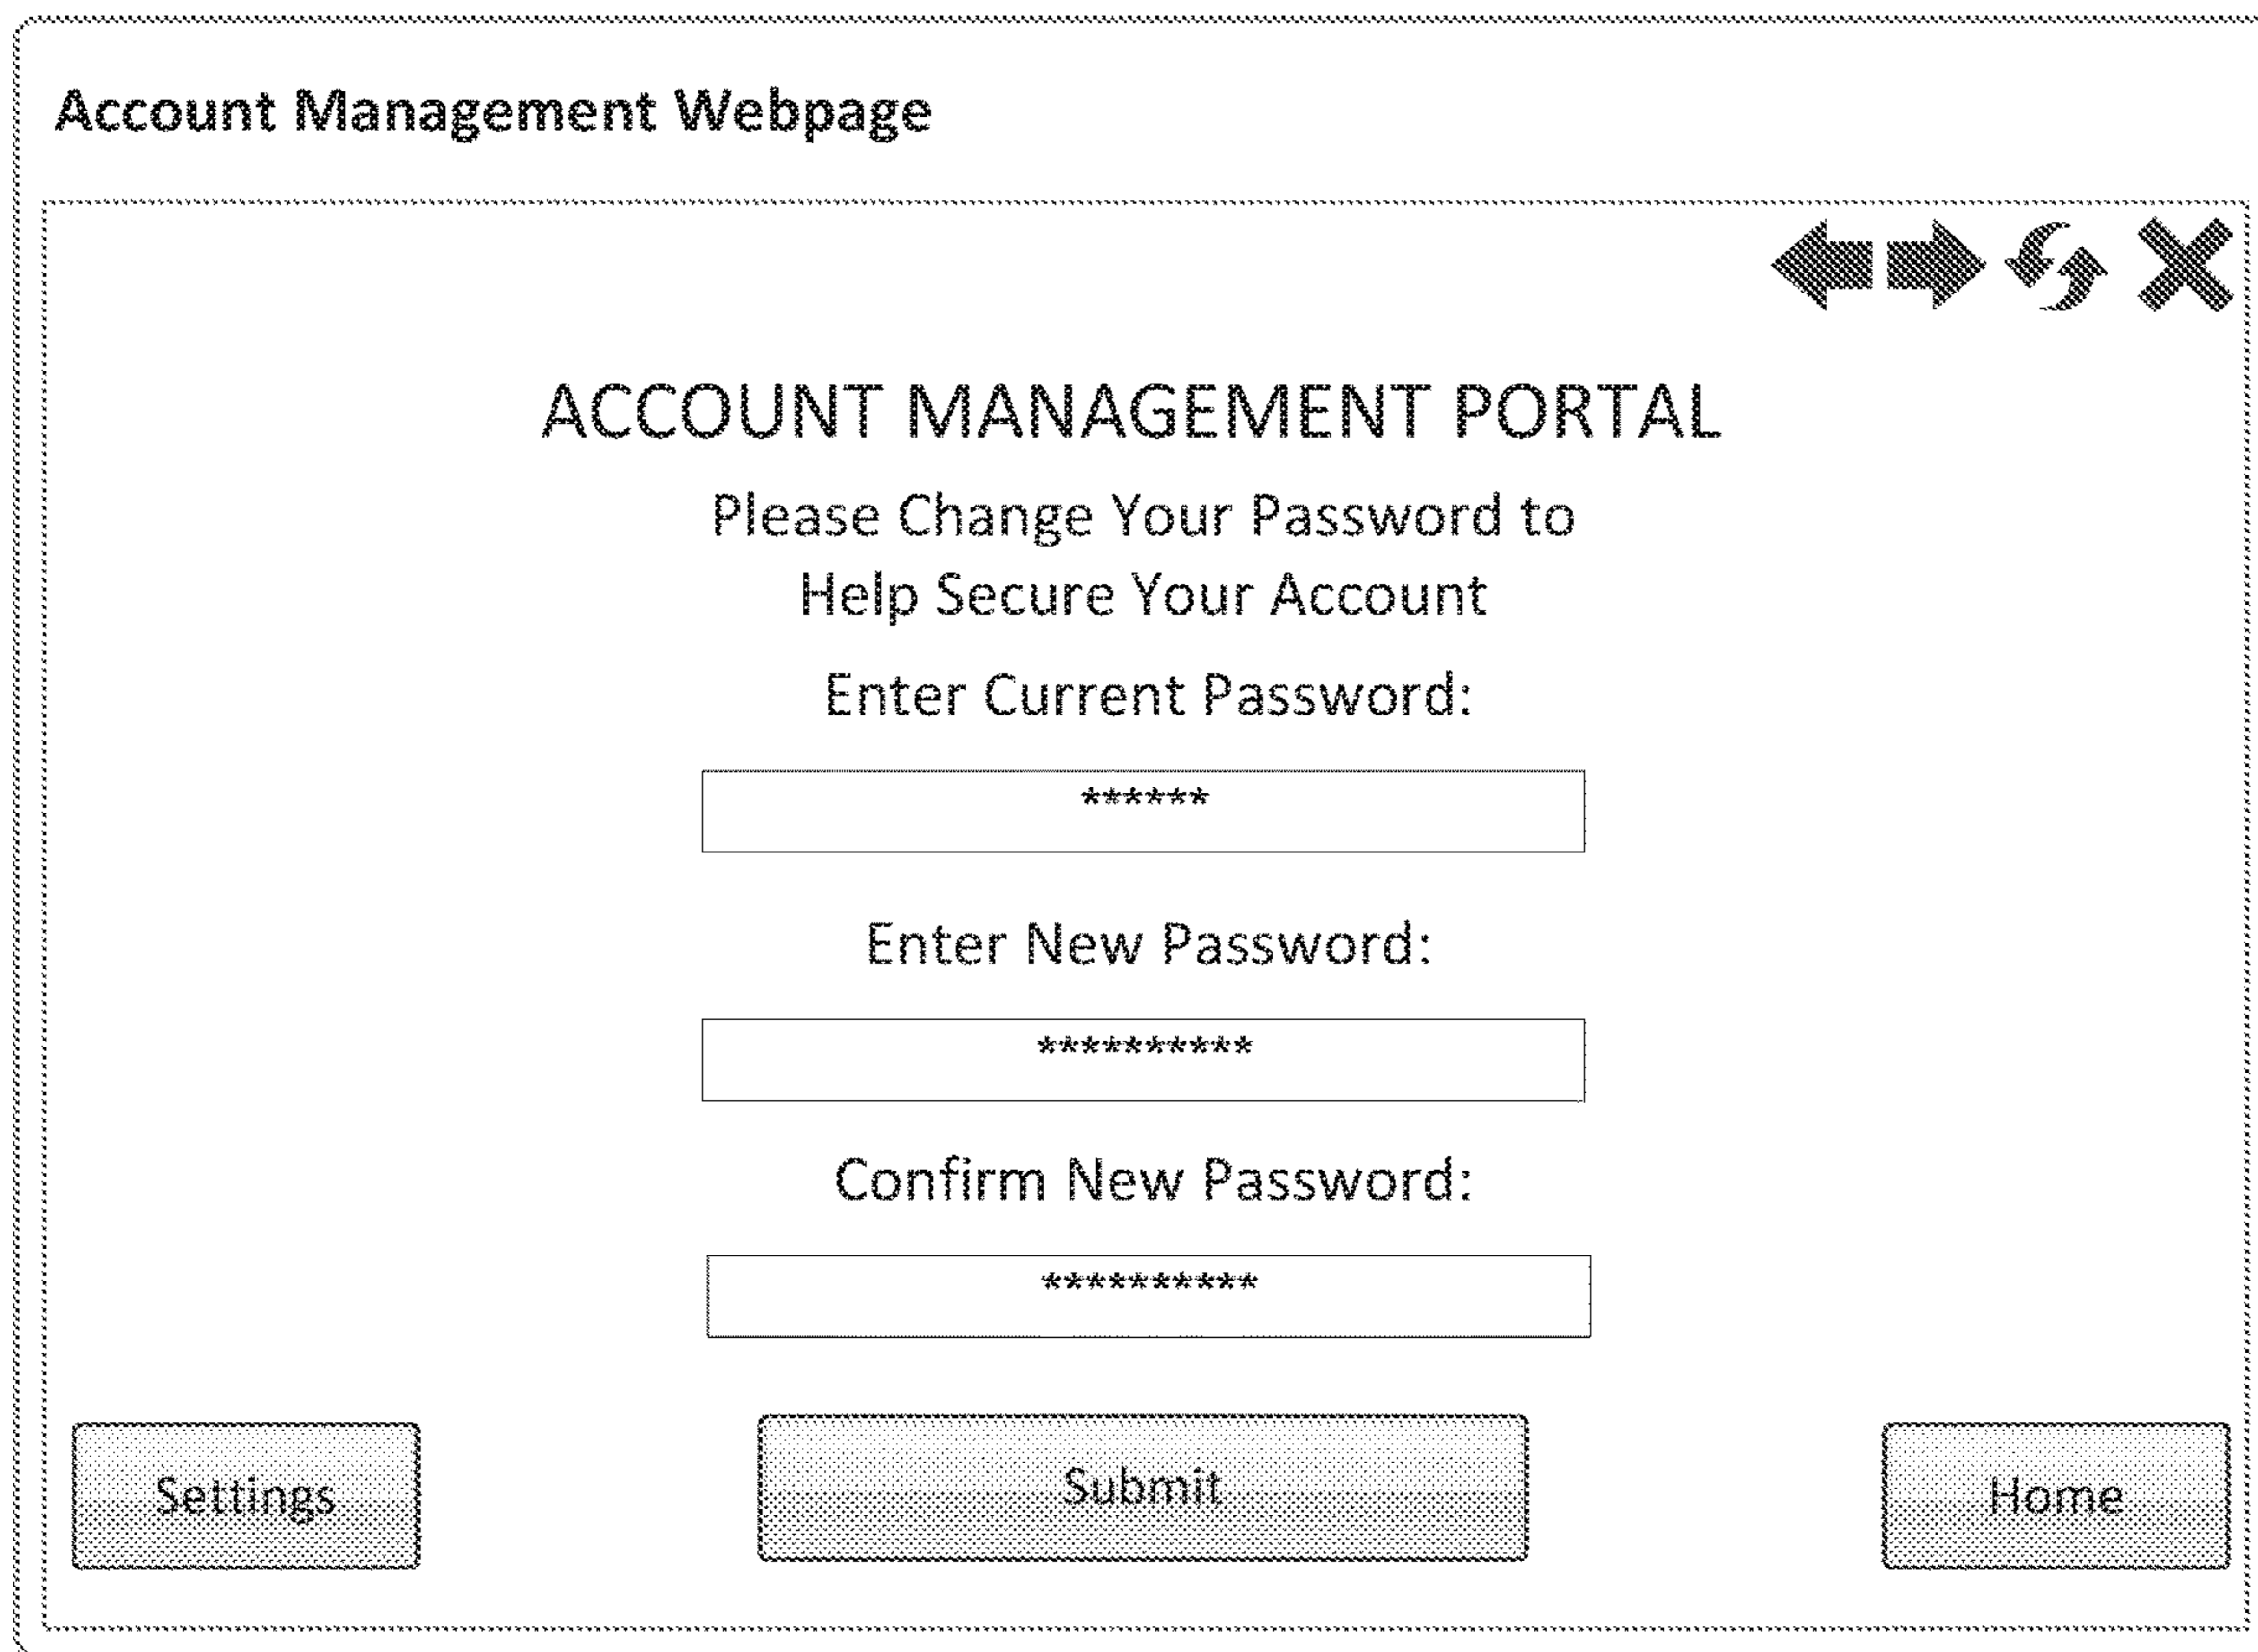 Account Management Webpage
ACCOUNT MANAGEMENT PORTAL
Please Change Your Password to
Help Secure Your Account
Enter Current Password:
******
Enter New Password:
**********
Confirm New Password:
**********
Settings
Submit
Home